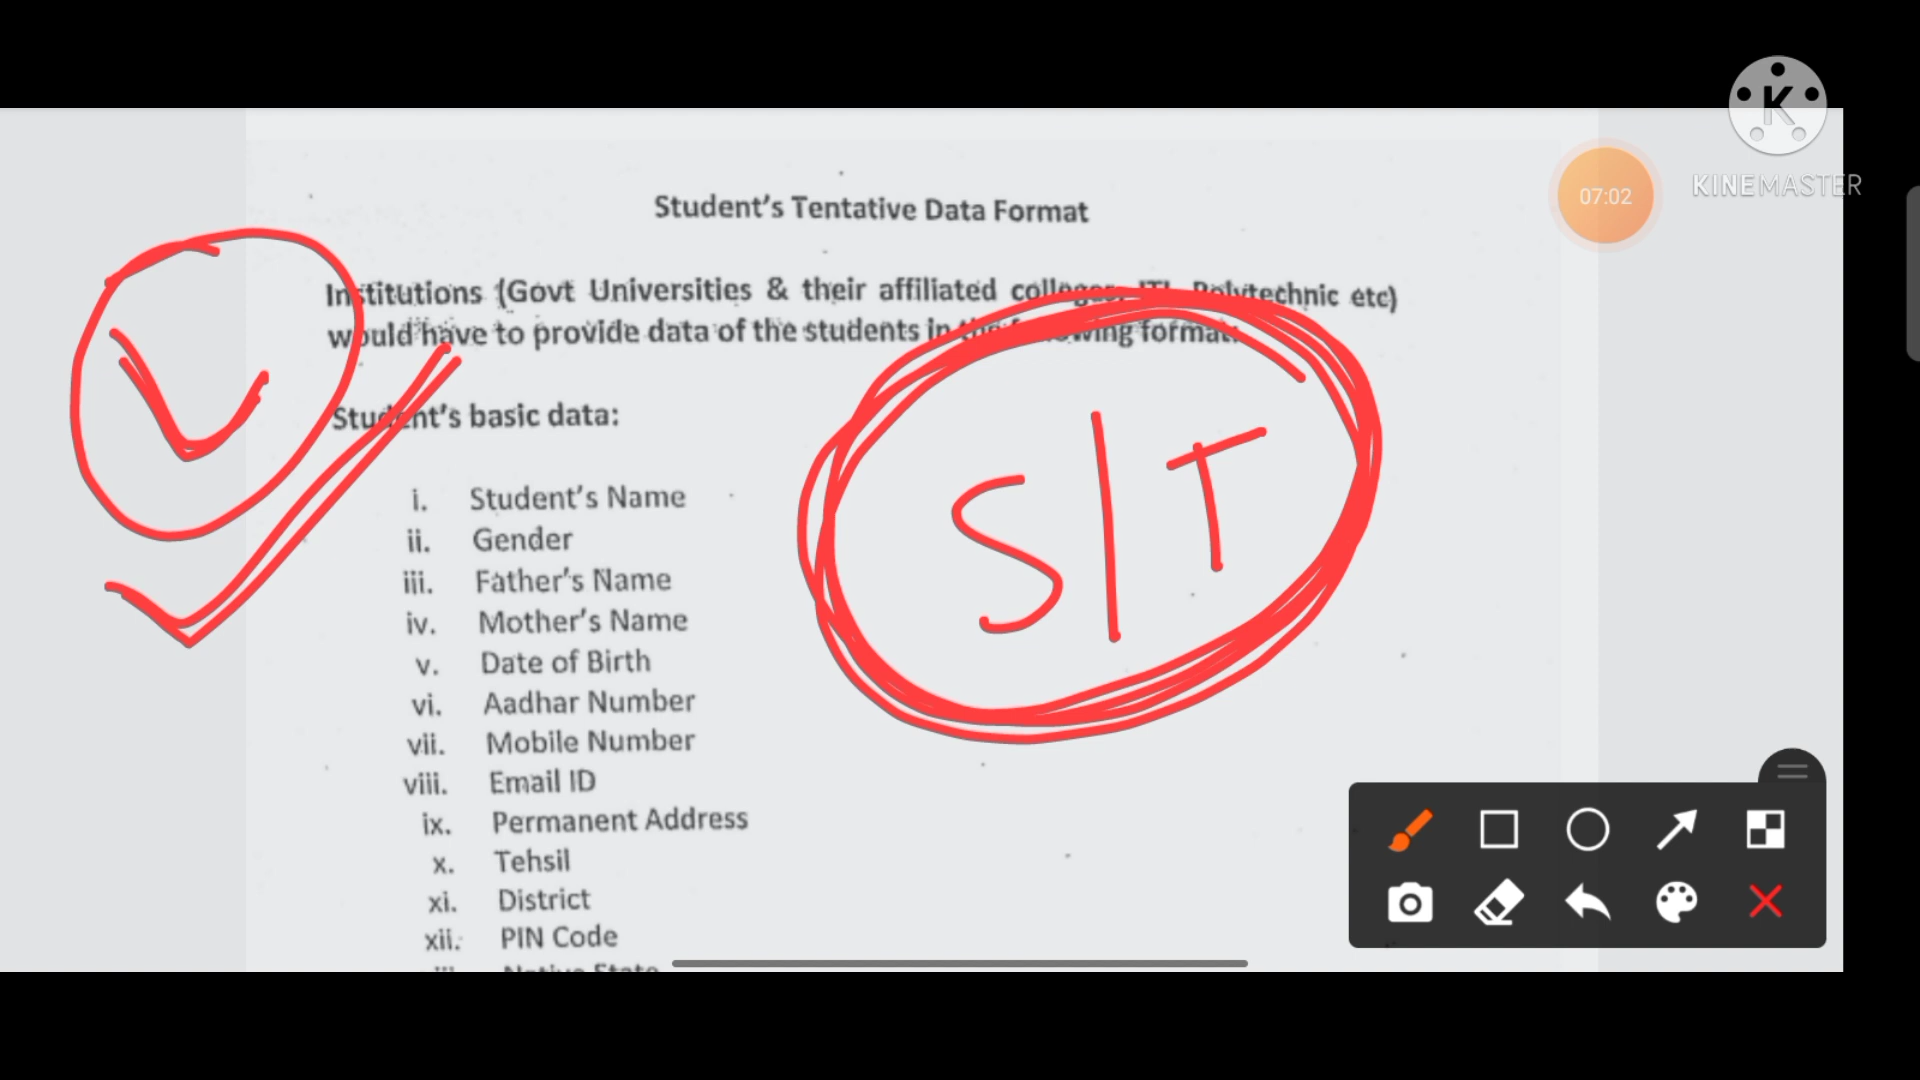 KINEMASTER
07:02
Student's Tentative Data Format
Institutions (Govt Universities & their affiliated colleges, ITI, Polytechnic etc)
would have to provide data of the students in the following format:
Student's basic data:
S|T
i. Student's Name
ii. Gender
iii. Father's Name
iv. Mother's Name
v. Date of Birth
vi. Aadhar Number
vii. Mobile Number
viii. Email ID
ix. Permanent Address
x. Tehsil
xi. District
xii. PIN Code
Native State